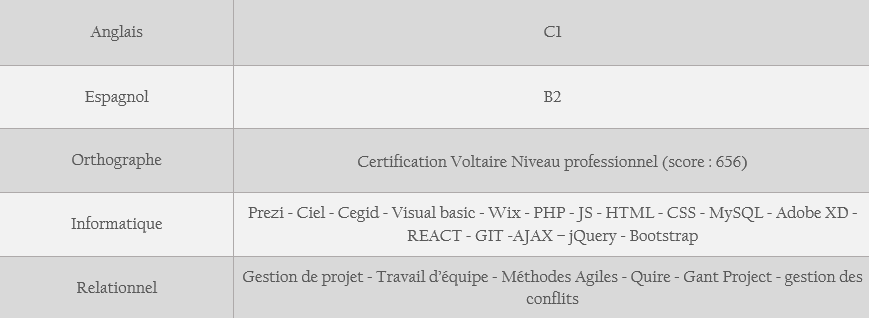 Anglais
C1
Espagnol
B2
Orthographe
Certification Voltaire Niveau professionnel (score : 656)
Informatique
Prezi - Ciel - Cegid - Visual basic - Wix - PHP - JS - HTML - CSS - MySQL - Adobe XD -
REACT - GIT -AJAX – jQuery - Bootstrap
Relationnel
Gestion de projet - Travail d'équipe - Méthodes Agiles - Quire - Gant Project - gestion des
conflits